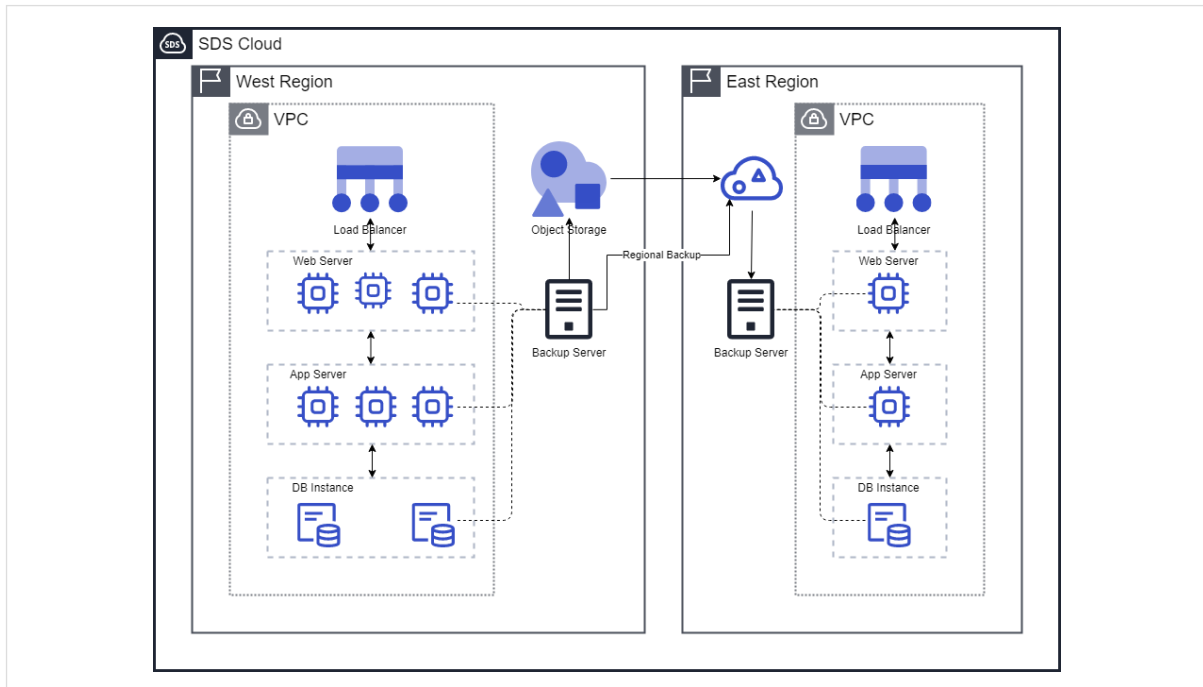 SDS
SDS Cloud
West Region
VPC
Load Balancer
Web Server
App Server
DB Instance
Object Storage
Regional Backup
Backup Server
East Region
Backup Server
VPC
Load Balancer
Web Server
App Server
DB Instance